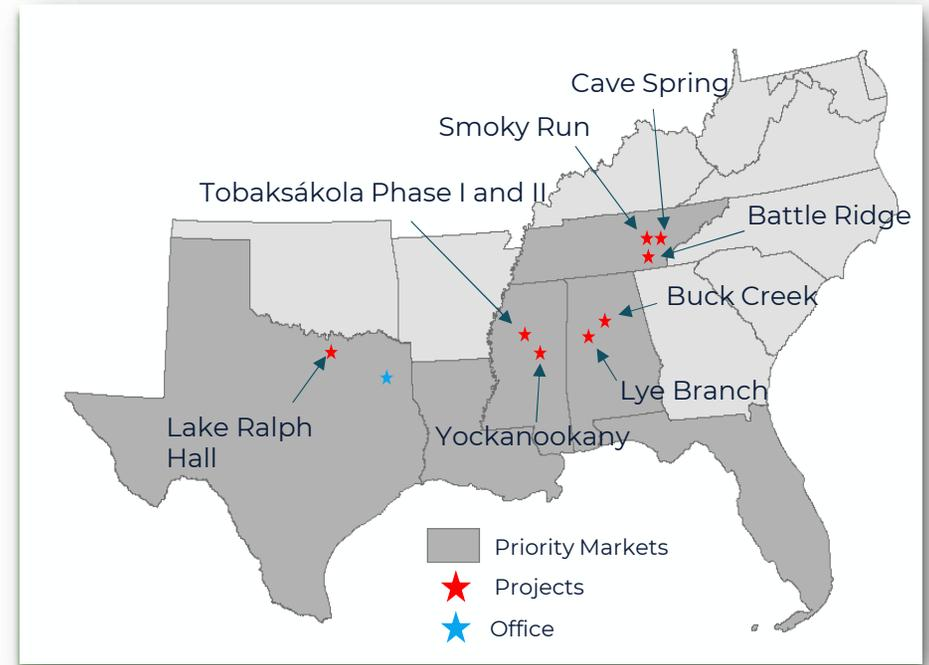 Cave Spring
Smoky Run
Tobaksákola Phase I and II
Battle Ridge
Buck Creek
Lye Branch
Lake Ralph
Hall
Yockanookany
Priority Markets
Projects
Office